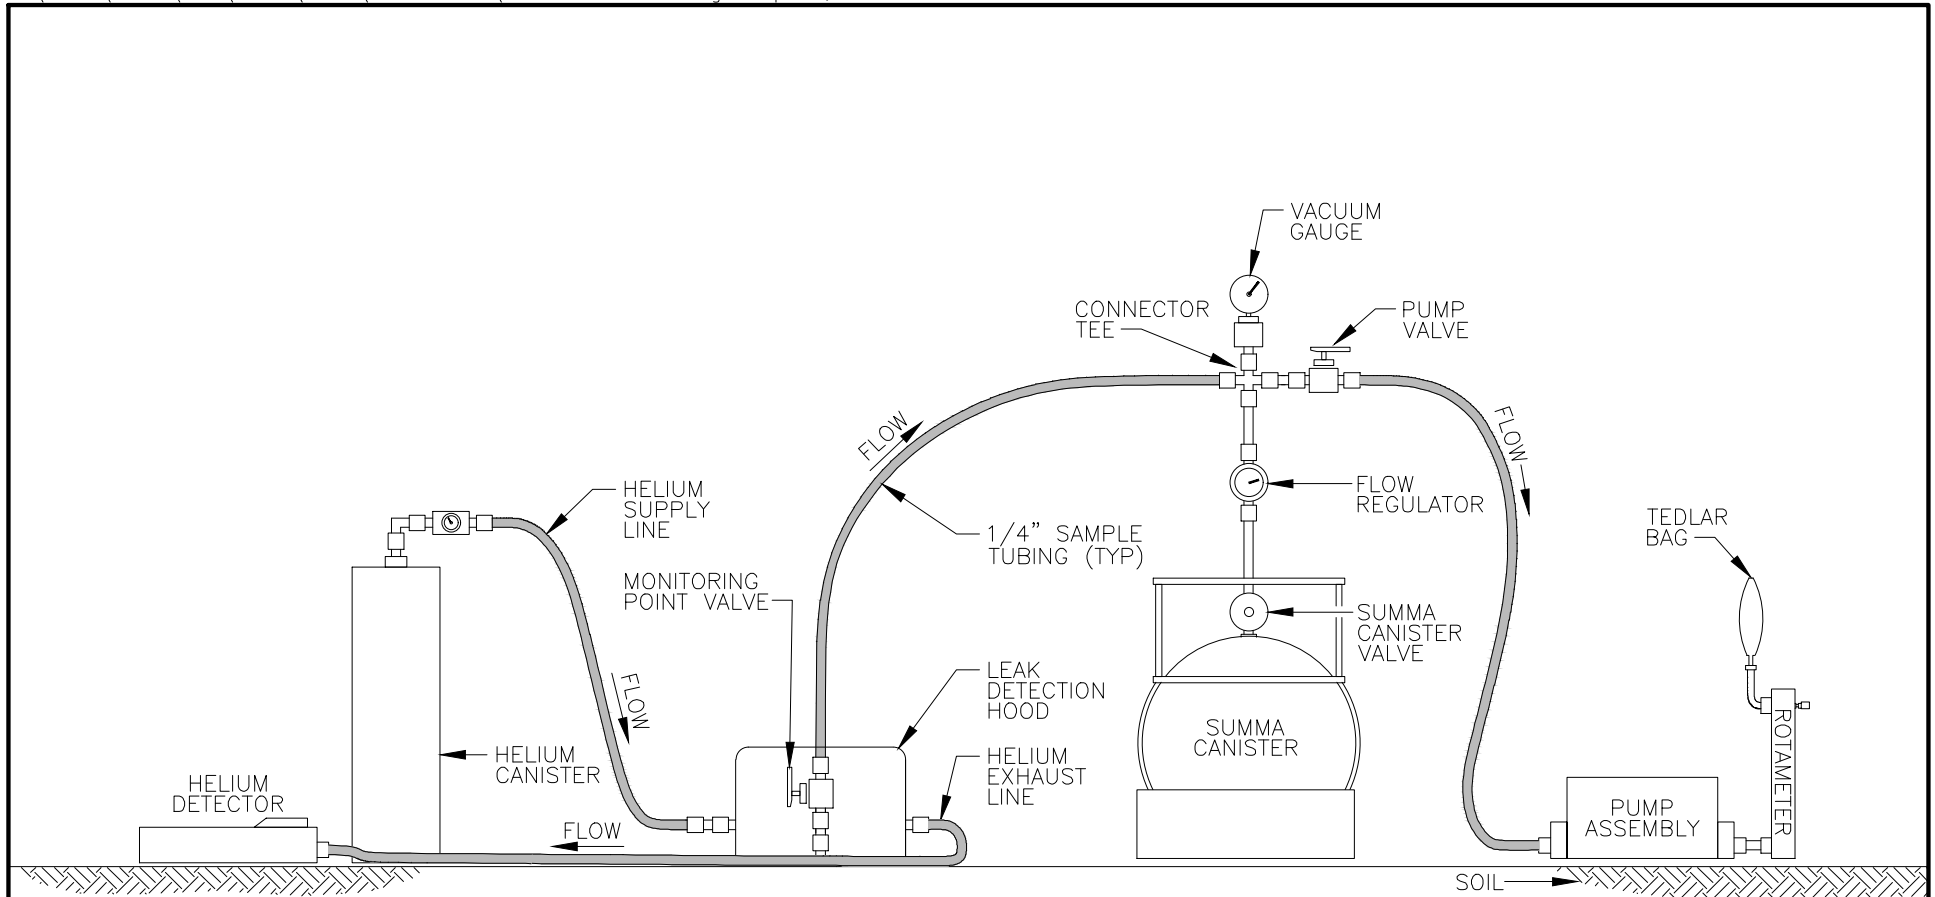 VACUUM
GAUGE
CONNECTOR
TEE
PUMP
VALVE
FLOW
FLOW
HELIUM
SUPPLY
LINE
FLOW
REGULATOR
1/4" SAMPLE
TUBING (TYP)
TEDLAR
BAG
MONITORING
POINT VALVE
SUMMA
CANISTER
VALVE
FLOW
LEAK
DETECTION
HOOD
SUMMA
CANISTER
ROTAMETER
HELIUM
CANISTER
HELIUM
EXHAUST
LINE
HELIUM
DETECTOR
FLOW
PUMP
ASSEMBLY
SOIL